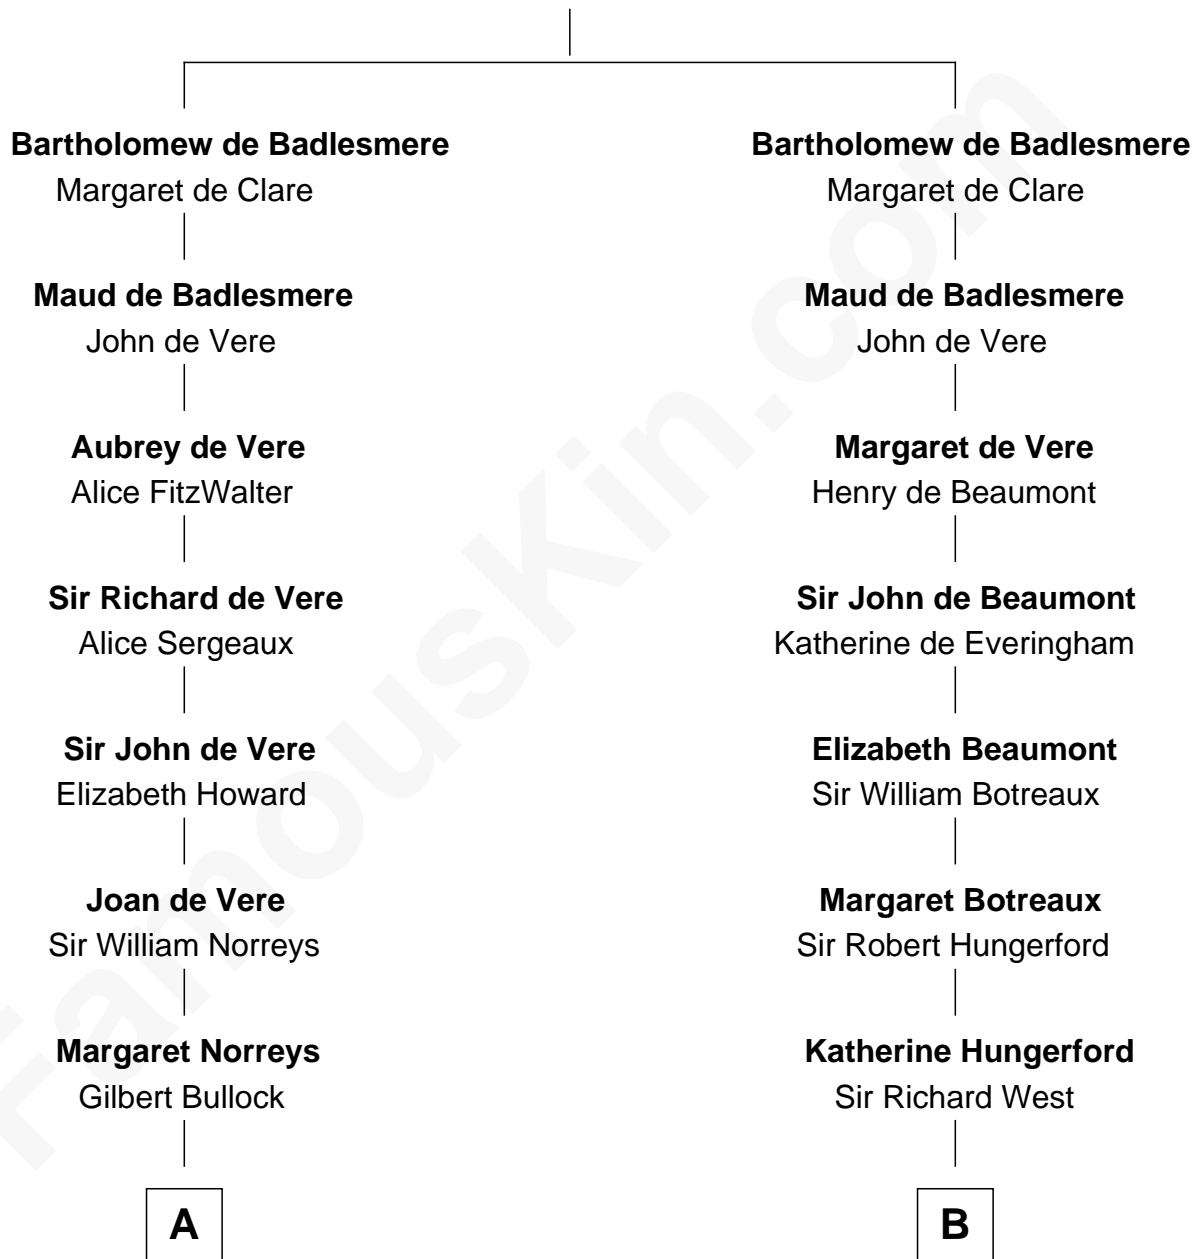 Bartholomew de Badlesmere
Margaret de Clare
Maud de Badlesmere
John de Vere
Aubrey de Vere
Alice FitzWalter
Sir Richard de Vere
Alice Sergeaux
Sir John de Vere
Elizabeth Howard
Joan de Vere
Sir William Norreys
Margaret Norreys
Gilbert Bullock
A
Bartholomew de Badlesmere
Margaret de Clare
Maud de Badlesmere
John de Vere
Margaret de Vere
Henry de Beaumont
Sir John de Beaumont
Katherine de Everingham
Elizabeth Beaumont
Sir William Botreaux
Margaret Botreaux
Sir Robert Hungerford
Katherine Hungerford
Sir Richard West
B
FamousKin.com